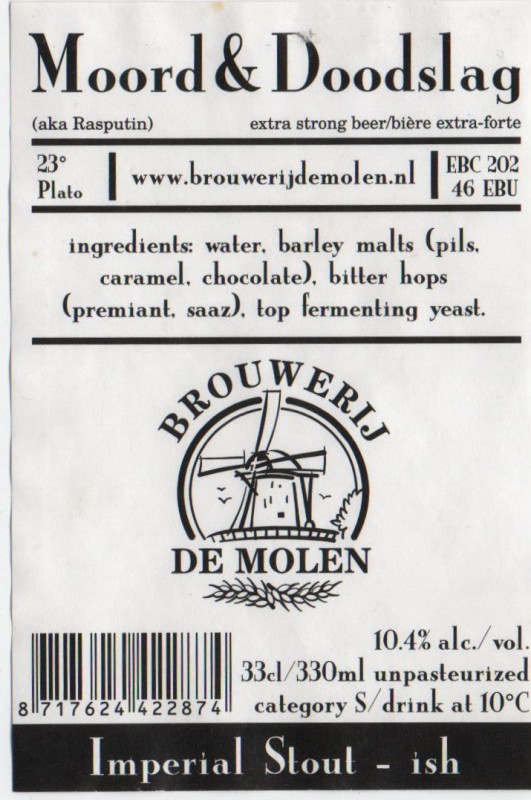 Moord & Doodslag
(aka Rasputin) extra strong beer/bière extra-forte
23°
Plato
www.brouwerijdemolen.nl
EBC 202
46 EBU
ingredients: water, barley malts (pils,
caramel, chocolate), bitter hops
(premiant, saaz), top fermenting yeast.
BROUWERIJ
DE MOLEN
10.4% alc./vol.
33cl/330ml unpasteurized
category S/drink at 10°C
8 717624 422874
Imperial Stout - ish